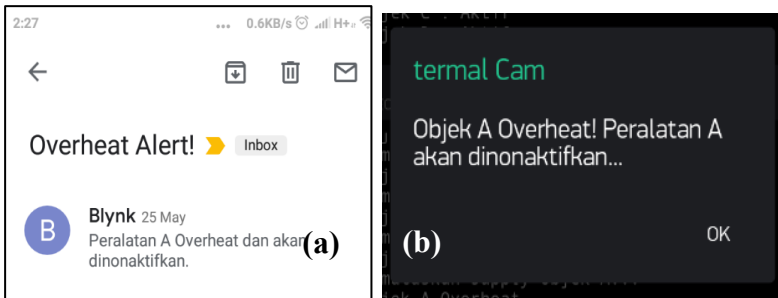 2:27
... 0.6KB/s H+
Overheat Alert! Inbox
B
Blynk 25 May
Peralatan A Overheat dan akan
dinonaktifkan.
(a)
termal Cam
Objek A Overheat! Peralatan A
akan dinonaktifkan...
OK
(b)